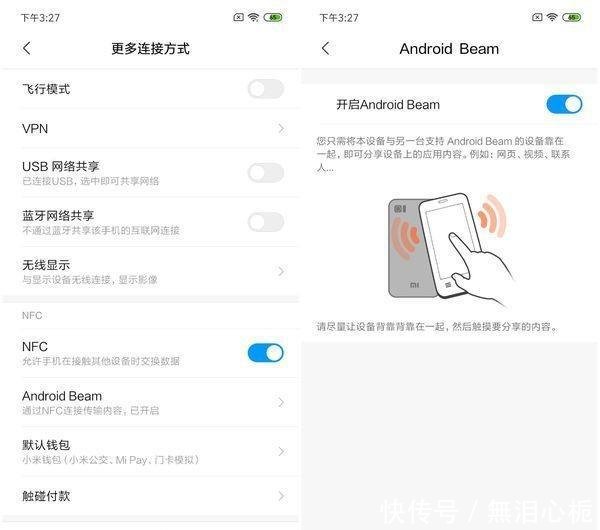 下午3:27
65
更多连接方式
飞行模式
VPN
USB 网络共享
已连接USB，选中即可共享网络
蓝牙网络共享
不通过蓝牙共享该手机的互联网连接
无线显示
与显示设备无线连接，显示影像
NFC
NFC
允许手机在接触其他设备时交换数据
Android Beam
通过NFC连接传输内容，已开启
默认钱包
小米钱包（小米公交、Mi Pay、门卡模拟）
触碰付款
下午3:27
65
Android Beam
开启Android Beam
您只需将本设备与另一台支持 Android Beam 的设备靠在
一起，即可分享设备上的应用内容。例如：网页、视频、联系
人...
MI
请尽量让设备背靠背靠在一起，然后触摸要分享的内容。
快传号 / 無泪心栀